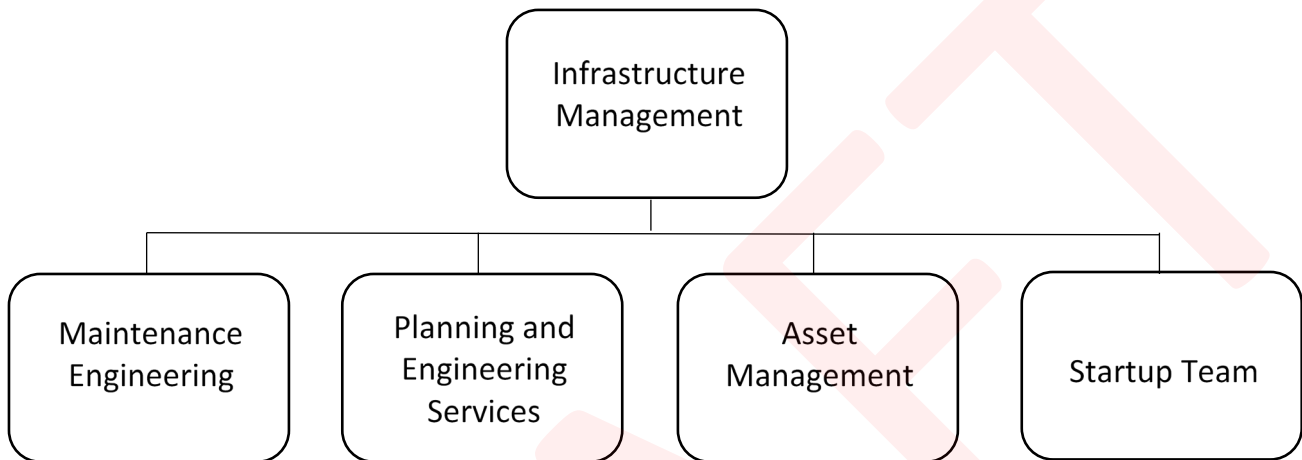 Infrastructure
Management
Maintenance
Engineering
Planning and
Engineering
Services
Asset
Management
Startup Team